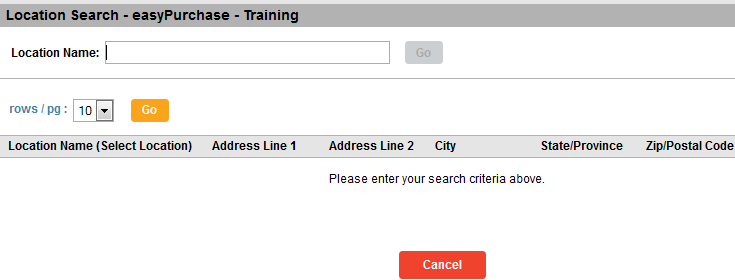 Location Search - easyPurchase - Training
Location Name: Go
rows / pg : 10 Go
Location Name (Select Location) Address Line 1 Address Line 2 City State/Province Zip/Postal Code
Please enter your search criteria above.
Cancel